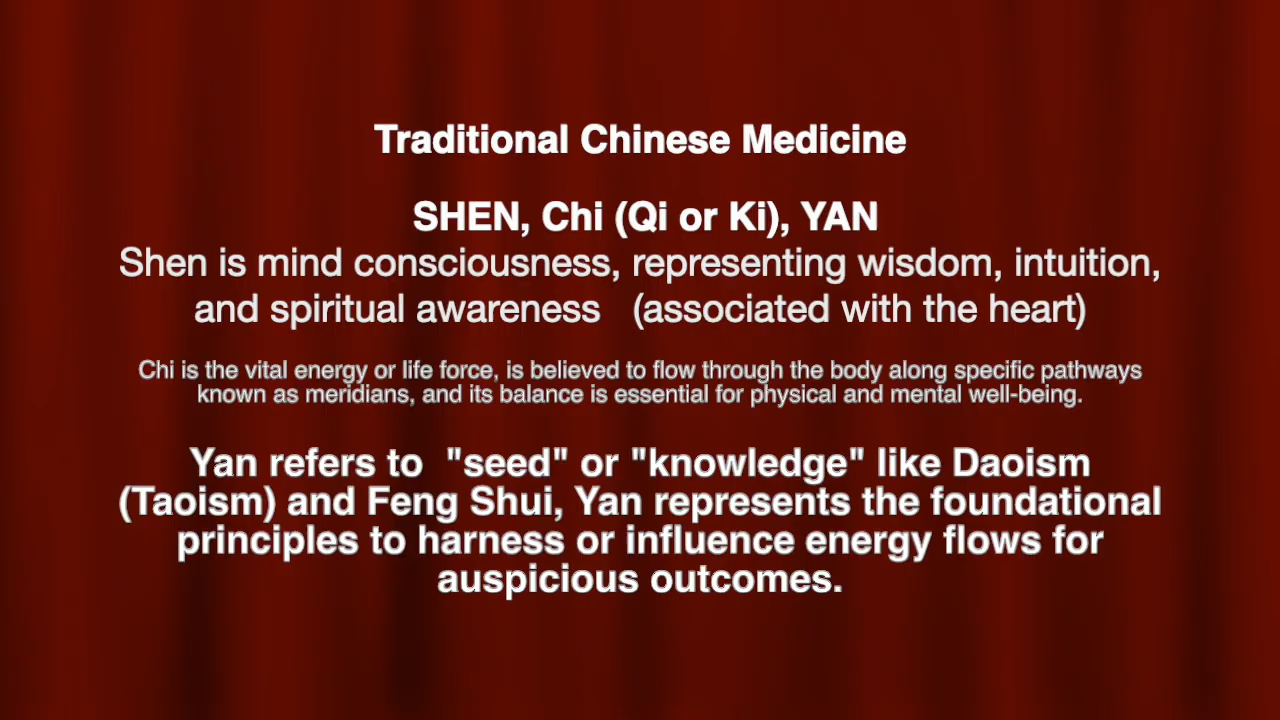 Traditional Chinese Medicine
SHEN, Chi (Qi or Ki), YAN
Shen is mind consciousness, representing wisdom, intuition,
and spiritual awareness (associated with the heart)
Chi is the vital energy or life force, is believed to flow through the body along specific pathways
known as meridians, and its balance is essential for physical and mental well-being.
Yan refers to "seed" or "knowledge" like Daoism
(Taoism) and Feng Shui, Yan represents the foundational
principles to harness or influence energy flows for
auspicious outcomes.